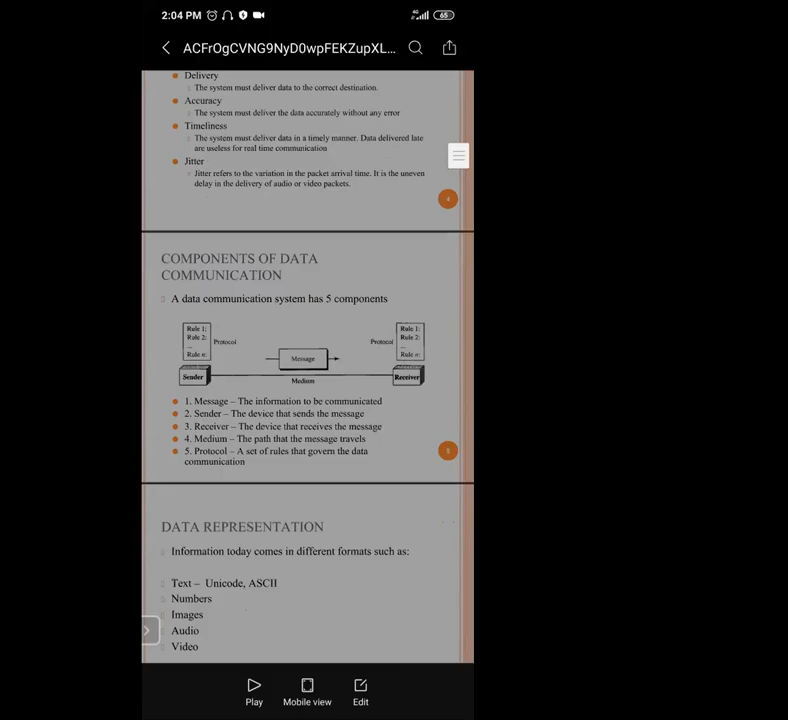 2:04 PM
4G
65
ACFrOgCVNG9NyD0wpFEKZupXL...
Delivery
The system must deliver data to the correct destination.
Accuracy
The system must deliver the data accurately without any error
Timeliness
The system must deliver data in a timely manner. Data delivered late
are useless for real time communication
Jitter
Jitter refers to the variation in the packet arrival time. It is the uneven
delay in the delivery of audio or video packets.
4
COMPONENTS OF DATA
COMMUNICATION
A data communication system has 5 components
Rule 1:
Rule 2:
...
Rule n:
Protocol
Message
Protocol
Rule 1:
Rule 2:
...
Rule n:
Sender
Medium
Receiver
1. Message – The information to be communicated
2. Sender – The device that sends the message
3. Receiver – The device that receives the message
4. Medium – The path that the message travels
5. Protocol – A set of rules that govern the data
communication
5
DATA REPRESENTATION
Information today comes in different formats such as:
Text – Unicode, ASCII
Numbers
Images
Audio
Video
Play
Mobile view
Edit